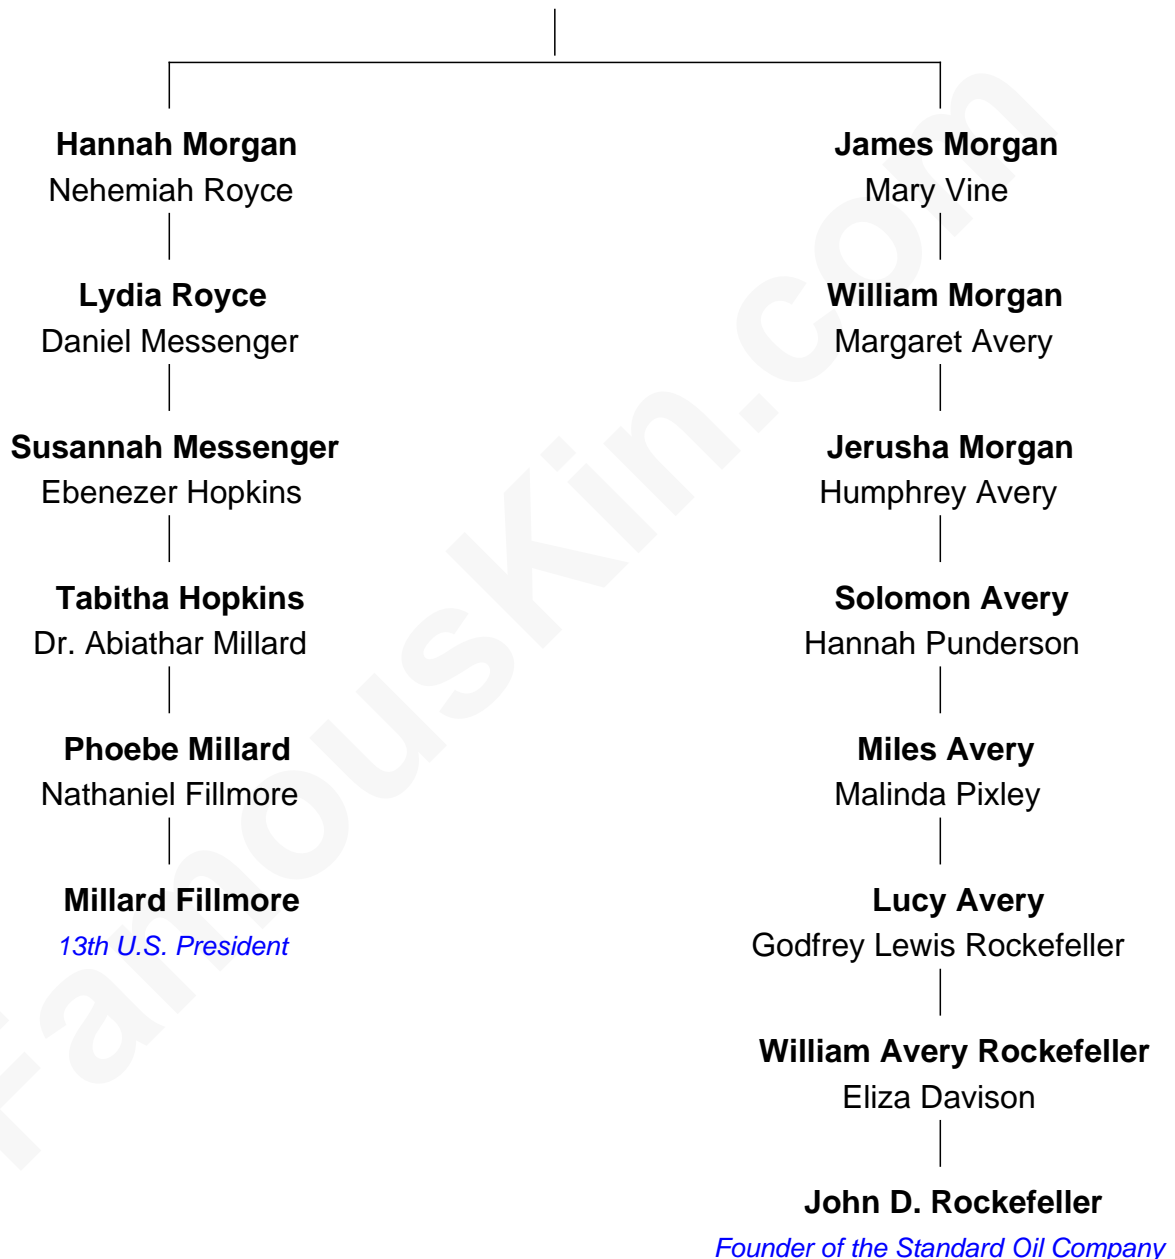 Hannah Morgan
Nehemiah Royce
Lydia Royce
Daniel Messenger
Susannah Messenger
Ebenezer Hopkins
Tabitha Hopkins
Dr. Abiathar Millard
Phoebe Millard
Nathaniel Fillmore
Millard Fillmore
13th U.S. President
James Morgan
Mary Vine
William Morgan
Margaret Avery
Jerusha Morgan
Humphrey Avery
Solomon Avery
Hannah Punderson
Miles Avery
Malinda Pixley
Lucy Avery
Godfrey Lewis Rockefeller
William Avery Rockefeller
Eliza Davison
John D. Rockefeller
Founder of the Standard Oil Company
FamousKin.com